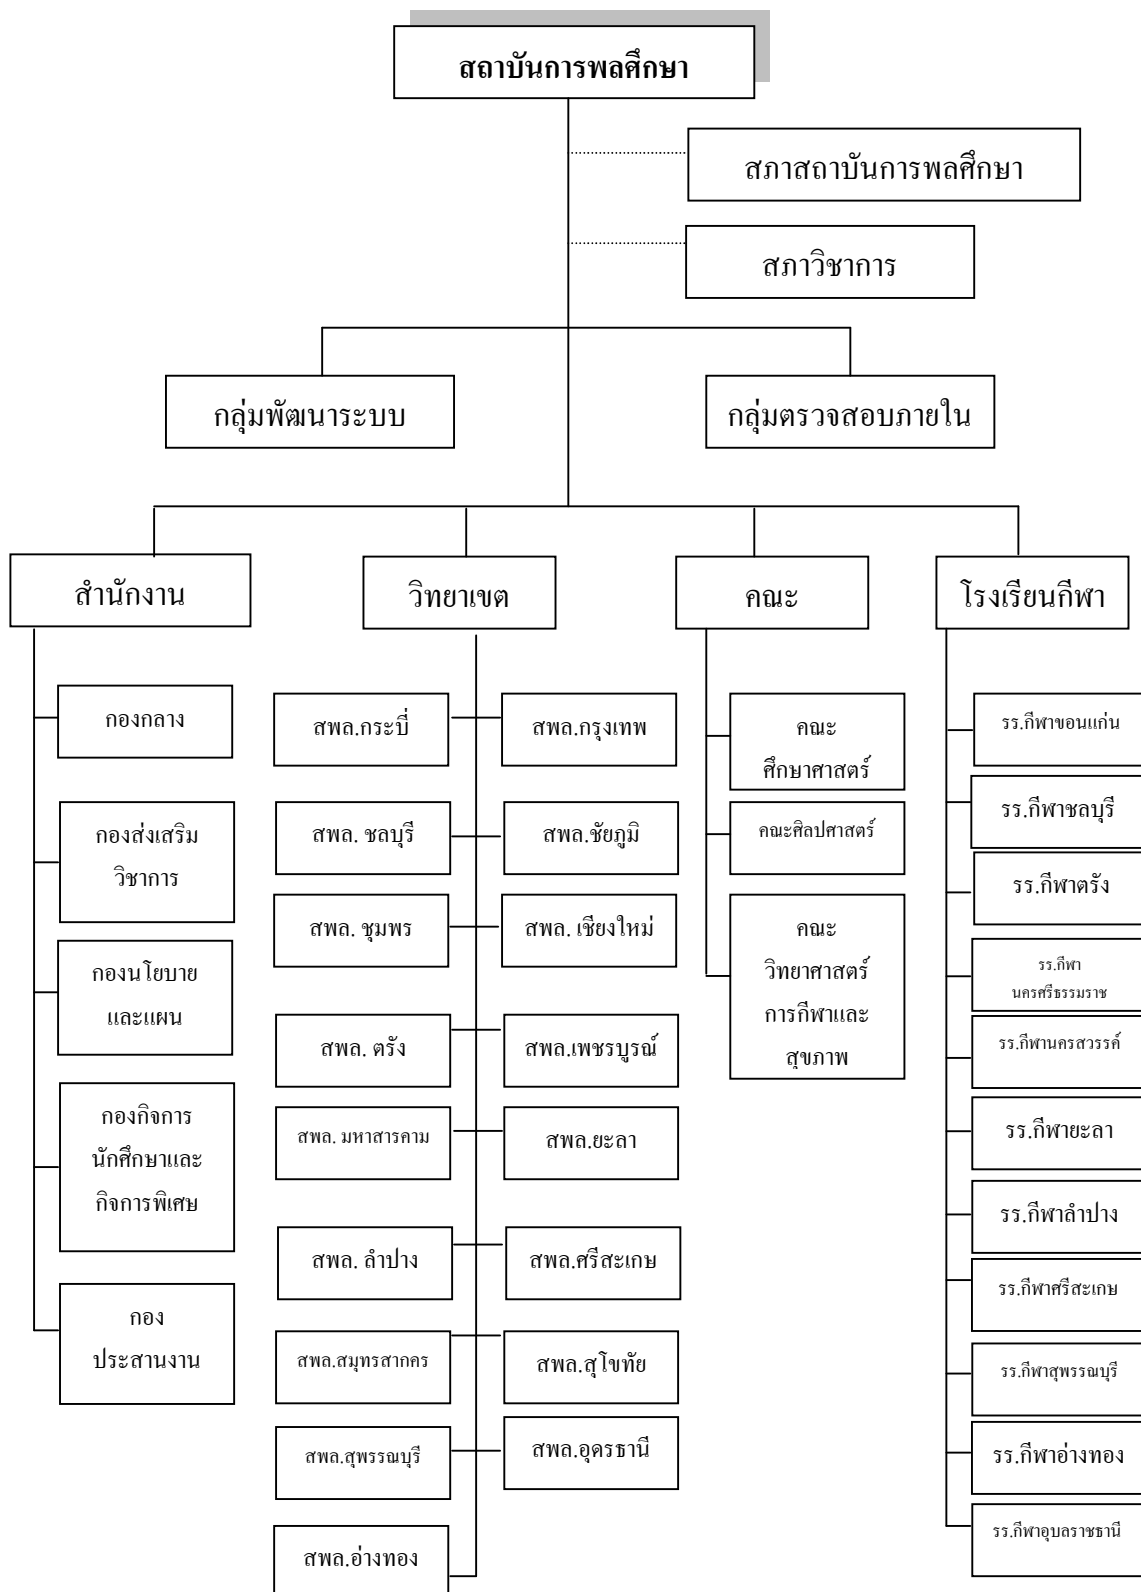 สถาบันการพลศึกษา
สภาสถาบันการพลศึกษา
สภาวิชาการ
กลุ่มพัฒนาระบบ
กลุ่มตรวจสอบภายใน
สำนักงาน
วิทยาเขต
คณะ
โรงเรียนกีฬา
กองกลาง
กองส่งเสริม
วิชาการ
กองนโยบาย
และแผน
กองกิจการ
นักศึกษาและ
กิจการพิเศษ
กอง
ประสานงาน
สพล.กระบี่
สพล.กรุงเทพ
สพล. ชลบุรี
สพล.ชัยภูมิ
สพล. ชุมพร
สพล. เชียงใหม่
สพล. ตรัง
สพล.เพชรบูรณ์
สพล. มหาสารคาม
สพล.ยะลา
สพล. ลำปาง
สพล.ศรีสะเกษ
สพล.สมุทรสากคร
สพล.สุโขทัย
สพล.สุพรรณบุรี
สพล.อุดรธานี
สพล.อ่างทอง
คณะ
ศึกษาศาสตร์
คณะศิลปศาสตร์
คณะ
วิทยาศาสตร์
การกีฬาและ
สุขภาพ
รร.กีฬาขอนแก่น
รร.กีฬาชลบุรี
รร.กีฬาตรัง
รร.กีฬา
นครศรีธรรมราช
รร.กีฬานครสวรรค์
รร.กีฬายะลา
รร.กีฬาลำปาง
รร.กีฬาศรีสะเกษ
รร.กีฬาสุพรรณบุรี
รร.กีฬาอ่างทอง
รร.กีฬาอุบลราชธานี